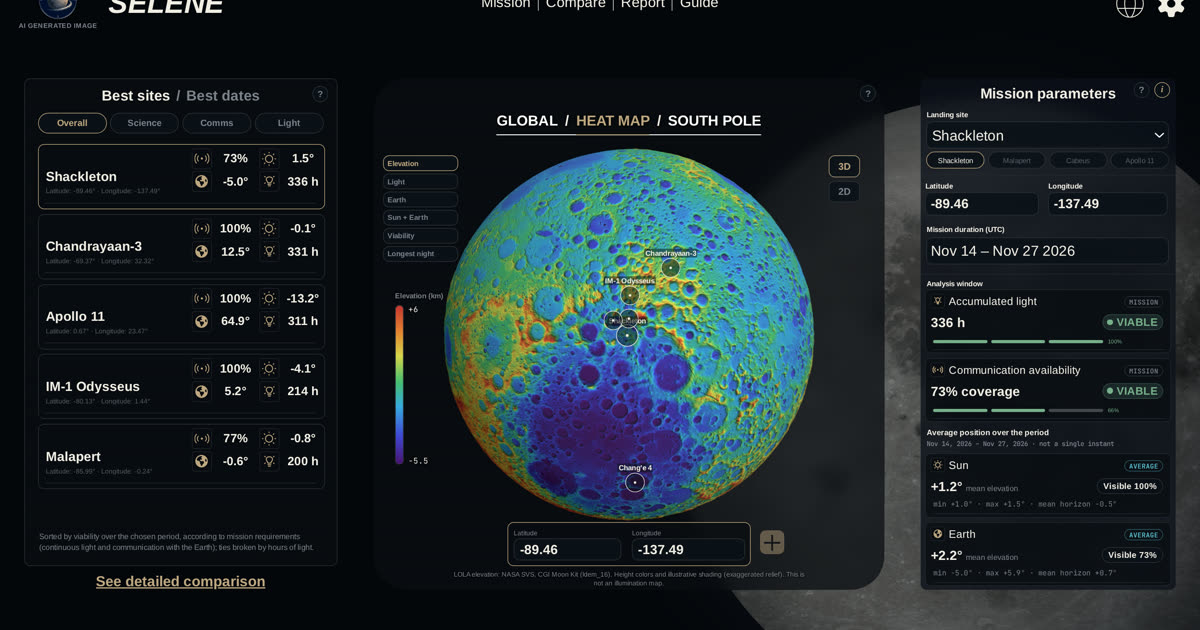 SELENE
AI GENERATED IMAGE
Mission | Compare | Report | Guide
Best sites / Best dates
?
Overall
Science
Comms
Light
Shackleton
Latitude: -89.46° · Longitude: -137.49°
73%
1.5°
-5.0°
336 h
Chandrayaan-3
Latitude: -69.37° · Longitude: 32.32°
100%
-0.1°
12.5°
331 h
Apollo 11
Latitude: 0.67° · Longitude: 23.47°
100%
-13.2°
64.9°
311 h
IM-1 Odysseus
Latitude: -80.13° · Longitude: 1.44°
100%
-4.1°
5.2°
214 h
Malapert
Latitude: -85.99° · Longitude: -0.24°
77%
-0.8°
-0.6°
200 h
Sorted by viability over the chosen period, according to mission requirements
(continuous light and communication with the Earth); ties broken by hours of light.
See detailed comparison
?
GLOBAL / HEAT MAP / SOUTH POLE
Elevation
Light
Earth
Sun + Earth
Viability
Longest night
3D
2D
Elevation (km)
+6
-5.5
Chandrayaan-3
IM-1 Odysseus
Chang'e 4
Latitude
-89.46
Longitude
-137.49
LOLA elevation: NASA SVS, CGI Moon Kit (ldem_16). Height colors and illustrative shading (exaggerated relief). This is
not an illumination map.
Mission parameters
?
i
Landing site
Shackleton
Shackleton
Malapert
Cabeus
Apollo 11
Latitude
Longitude
-89.46
-137.49
Mission duration (UTC)
Nov 14 – Nov 27 2026
Analysis window
Accumulated light
MISSION
336 h
VIABLE
100%
Communication availability
MISSION
73% coverage
VIABLE
66%
Average position over the period
Nov 14, 2026 – Nov 27, 2026 · not a single instant
Sun
AVERAGE
+1.2° mean elevation
Visible 100%
min +1.0° · max +1.5° · mean horizon -0.5°
Earth
AVERAGE
+2.2° mean elevation
Visible 73%
min -5.0° · max +5.9° · mean horizon +0.7°